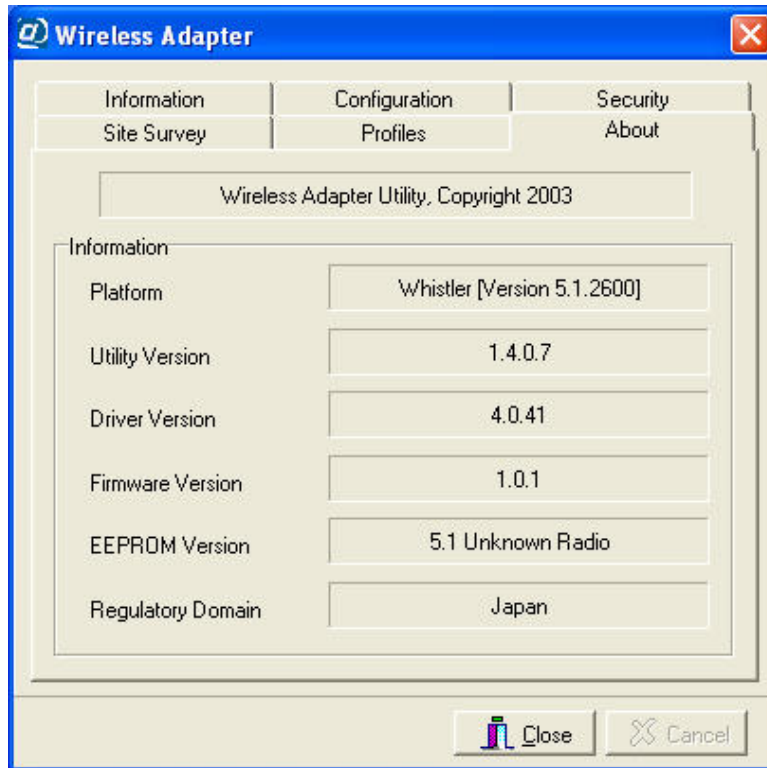 Wireless Adapter
Information Configuration Security
Site Survey Profiles About
Wireless Adapter Utility, Copyright 2003
Information
Platform Whistler [Version 5.1.2600]
Utility Version 1.4.0.7
Driver Version 4.0.41
Firmware Version 1.0.1
EEPROM Version 5.1 Unknown Radio
Regulatory Domain Japan
Close Cancel